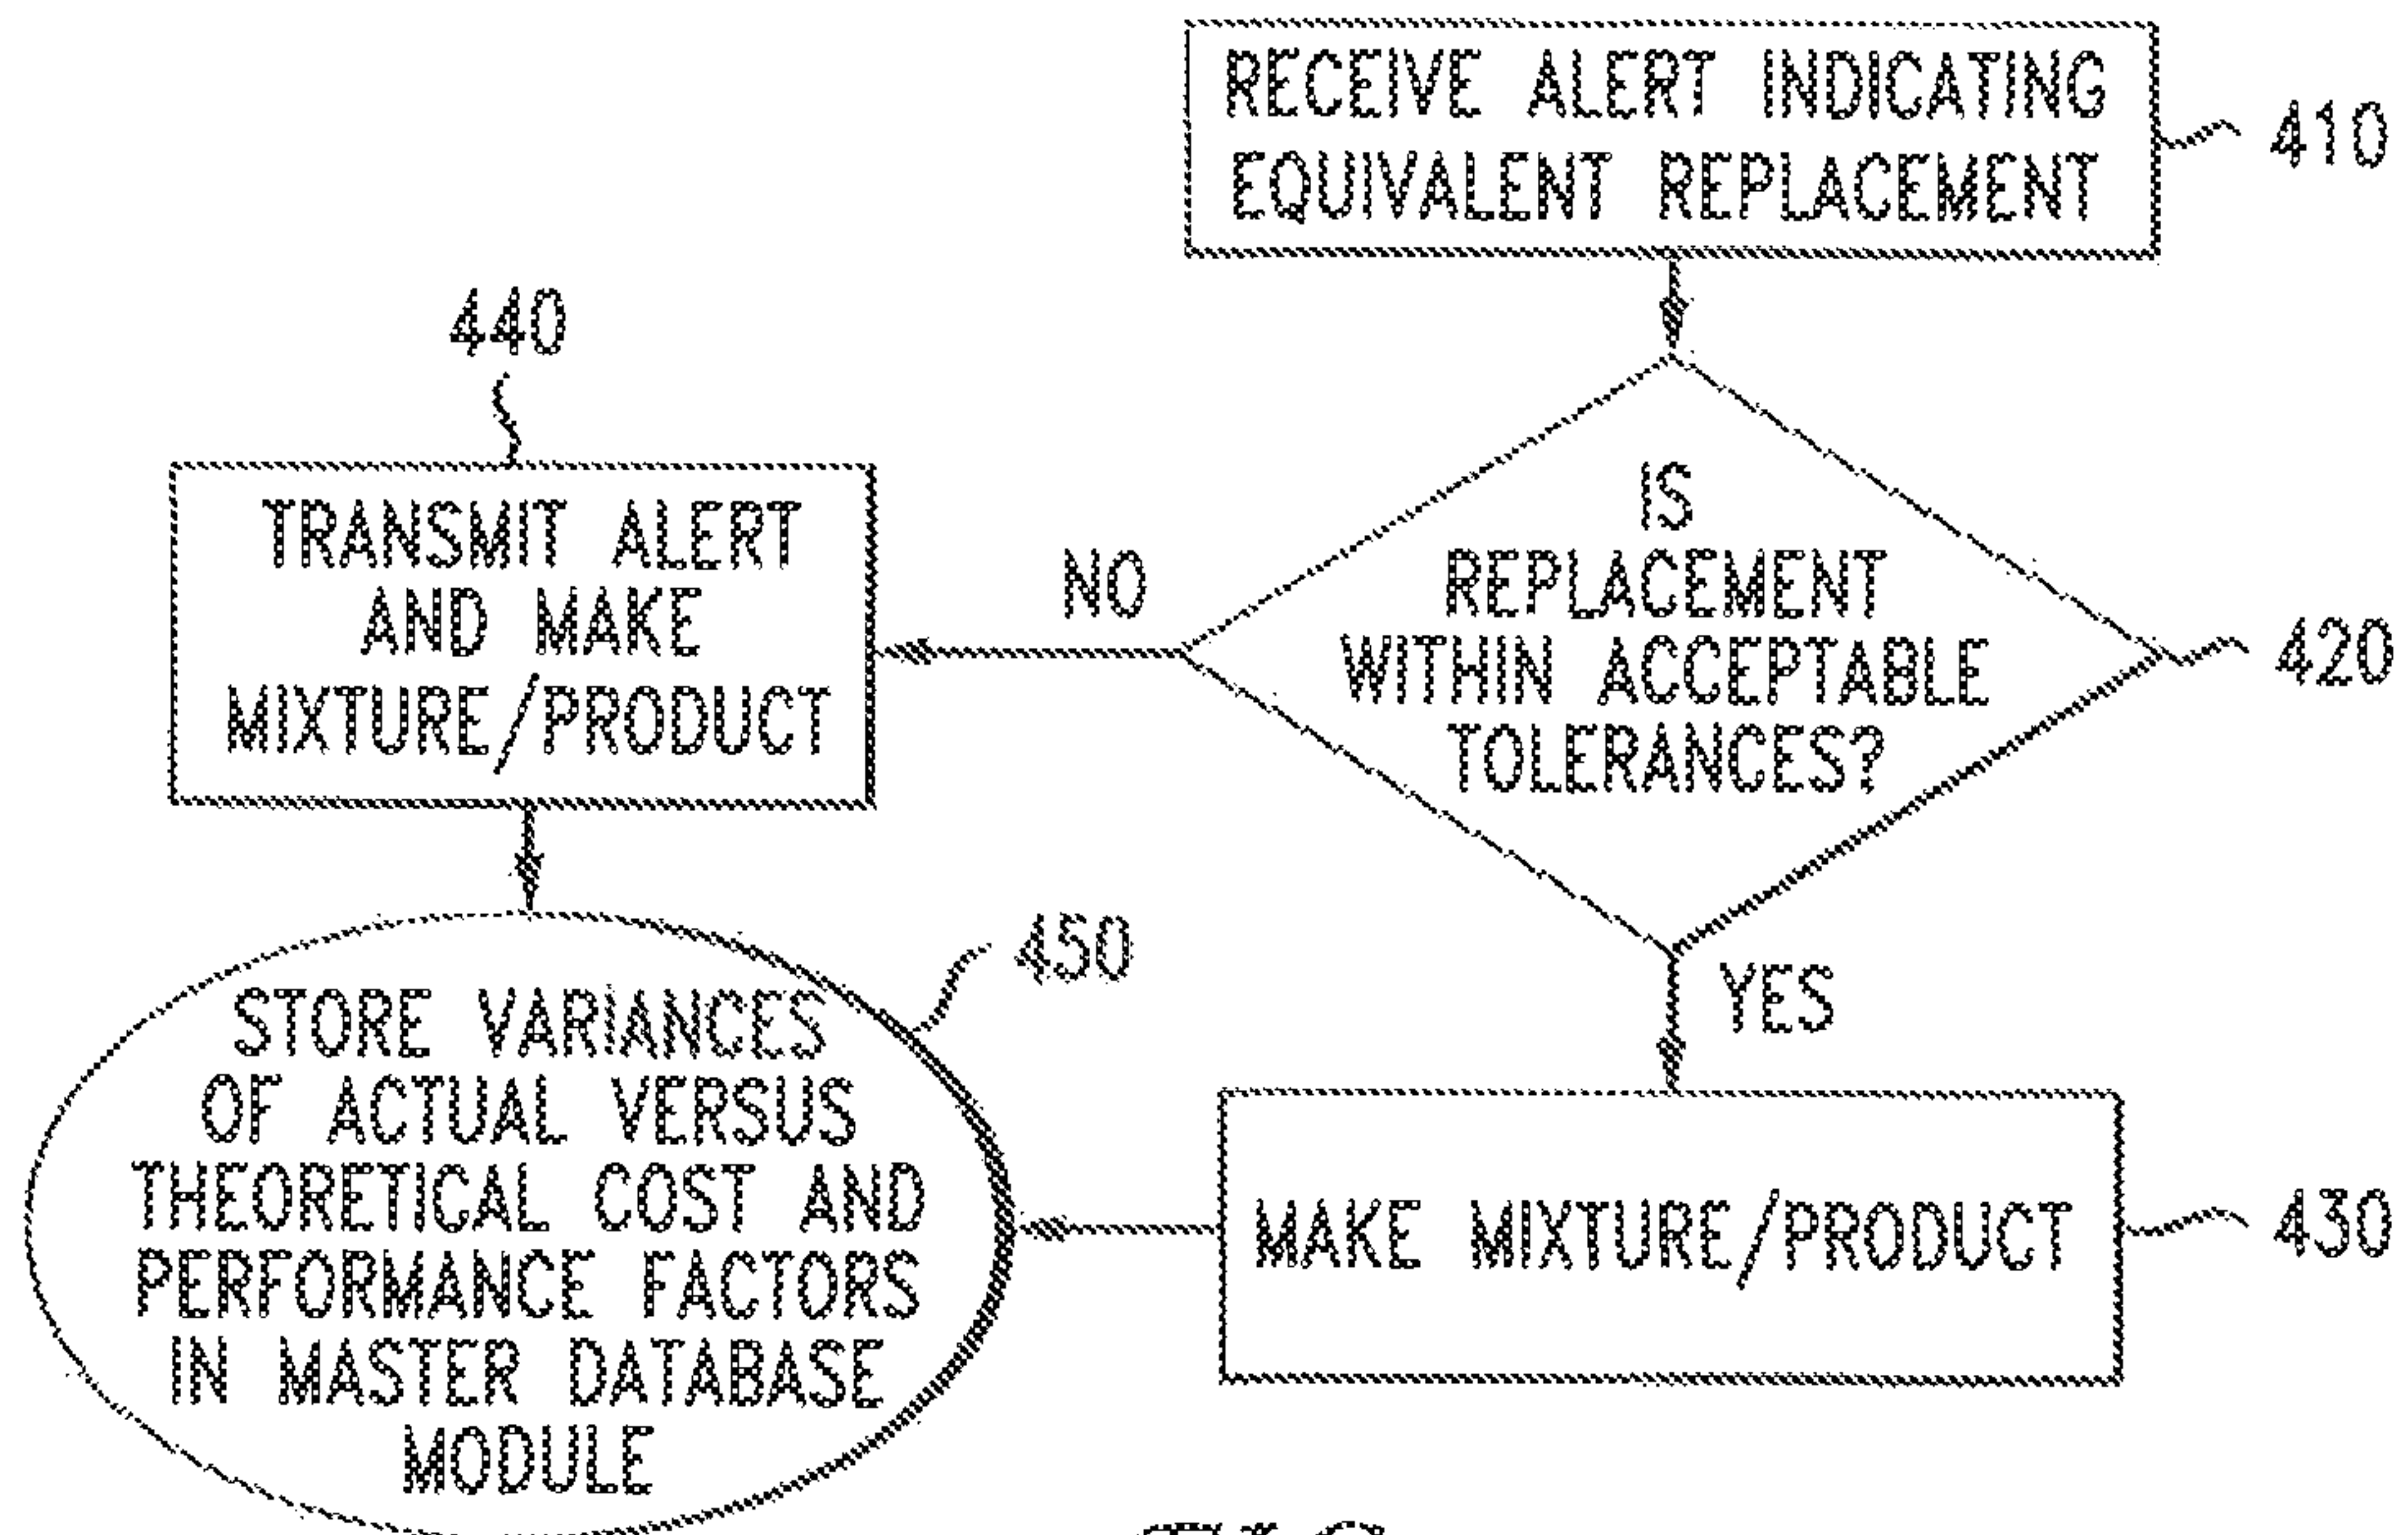 RECEIVE ALERT INDICATING
EQUIVALENT REPLACEMENT
410
440
TRANSMIT ALERT
AND MAKE
MIXTURE/PRODUCT
NO
IS
REPLACEMENT
WITHIN ACCEPTABLE
TOLERANCES?
420
YES
450
STORE VARIANCES
OF ACTUAL VERSUS
THEORETICAL COST AND
PERFORMANCE FACTORS
IN MASTER DATABASE
MODULE
MAKE MIXTURE/PRODUCT
430